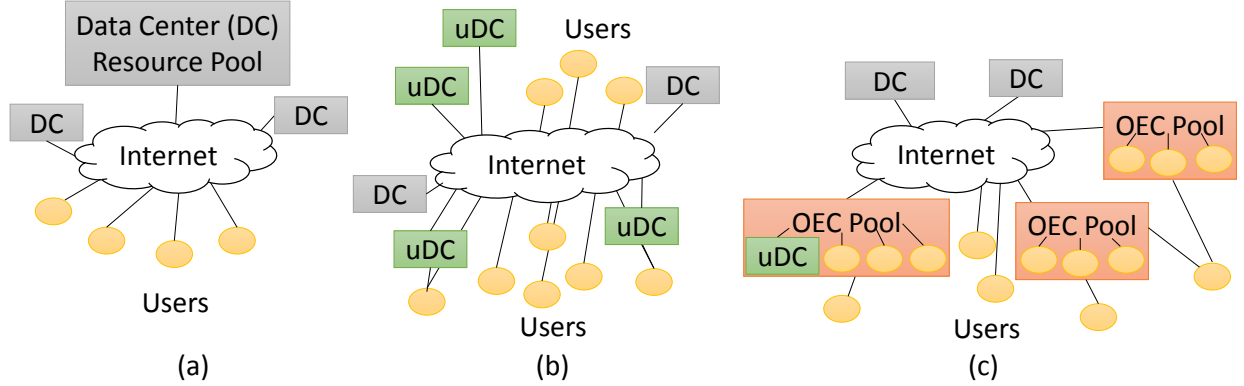 Data Center (DC)
Resource Pool
DC
DC
Internet
Users
(a)
uDC
Users
uDC
DC
Internet
DC
uDC
uDC
Users
(b)
DC
DC
OEC Pool
Internet
OEC Pool
uDC
OEC Pool
Users
(c)